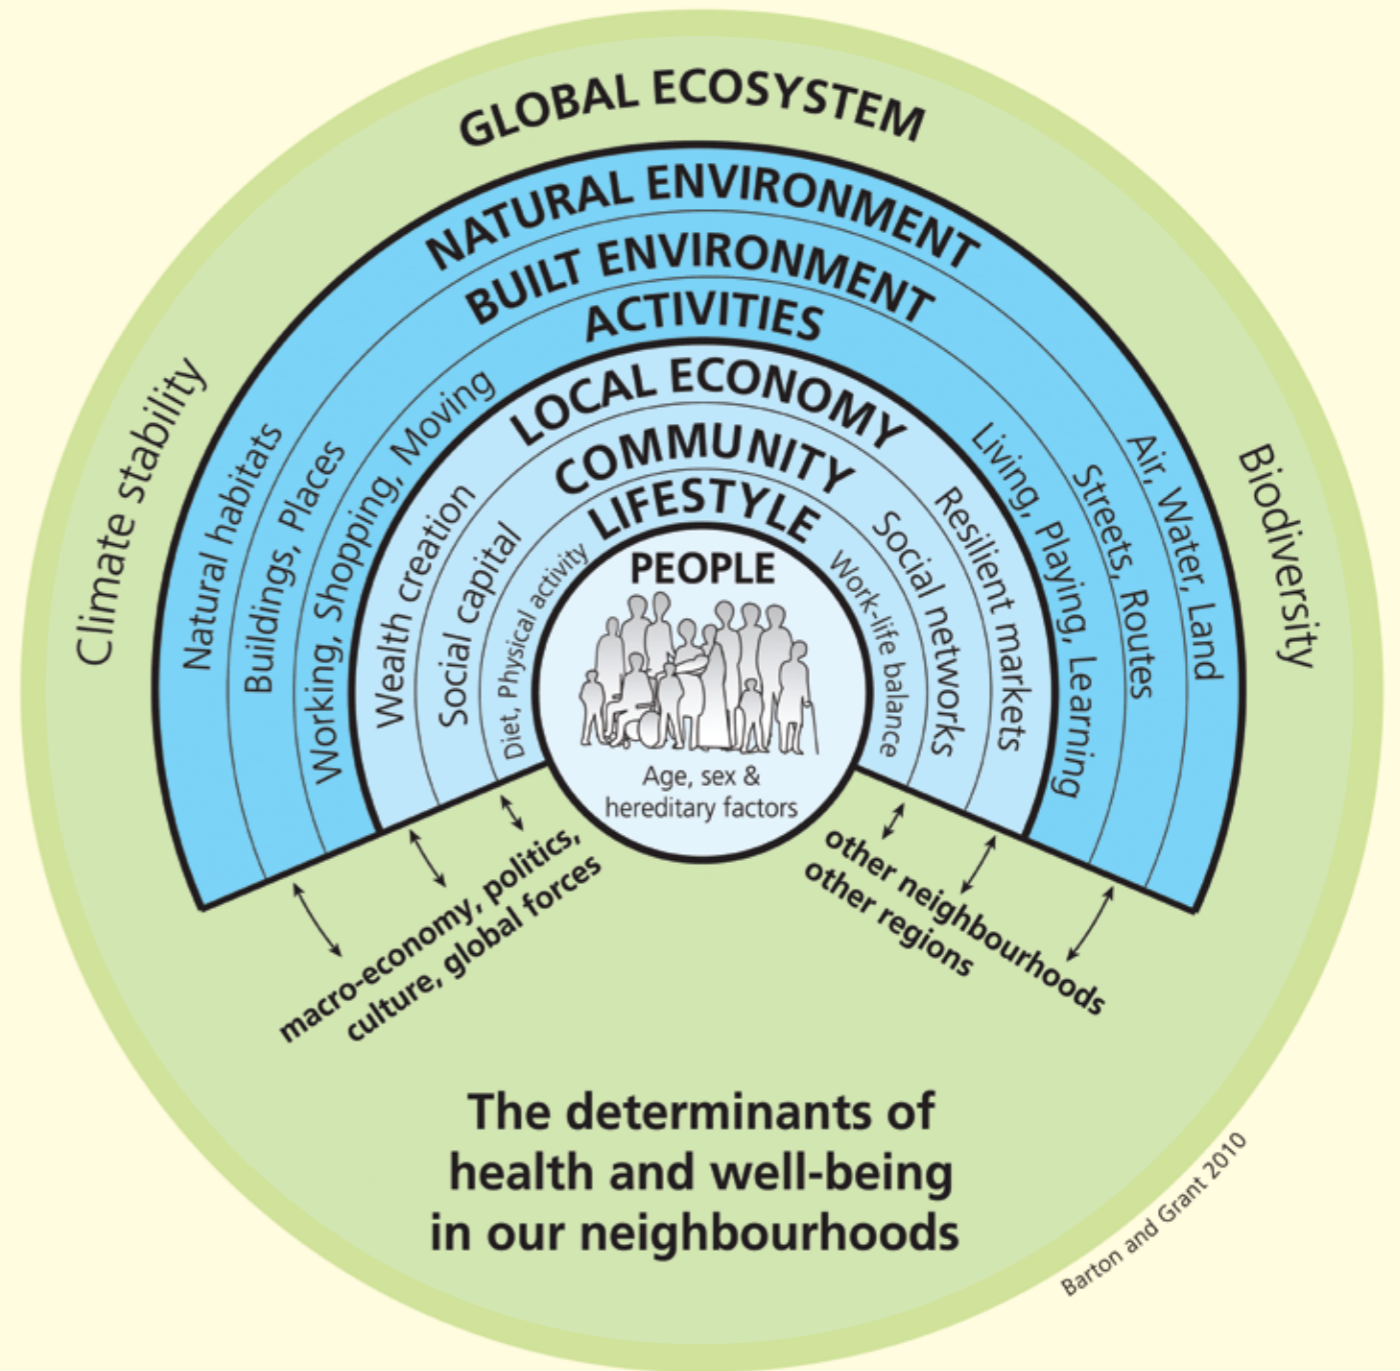 GLOBAL ECOSYSTEM
NATURAL ENVIRONMENT
BUILT ENVIRONMENT
ACTIVITIES
LOCAL ECONOMY
COMMUNITY
LIFESTYLE
PEOPLE
Age, sex &
hereditary factors
Climate stability
Natural habitats
Buildings, Places
Working, Shopping, Moving
Wealth creation
Social capital
Diet, Physical activity
Work-life balance
Social networks
Resilient markets
Living, Playing, Learning
Streets, Routes
Air, Water, Land
Biodiversity
macro-economy, politics,
culture, global forces
other neighbourhoods
other regions
The determinants of
health and well-being
in our neighbourhoods
Barton and Grant 2010